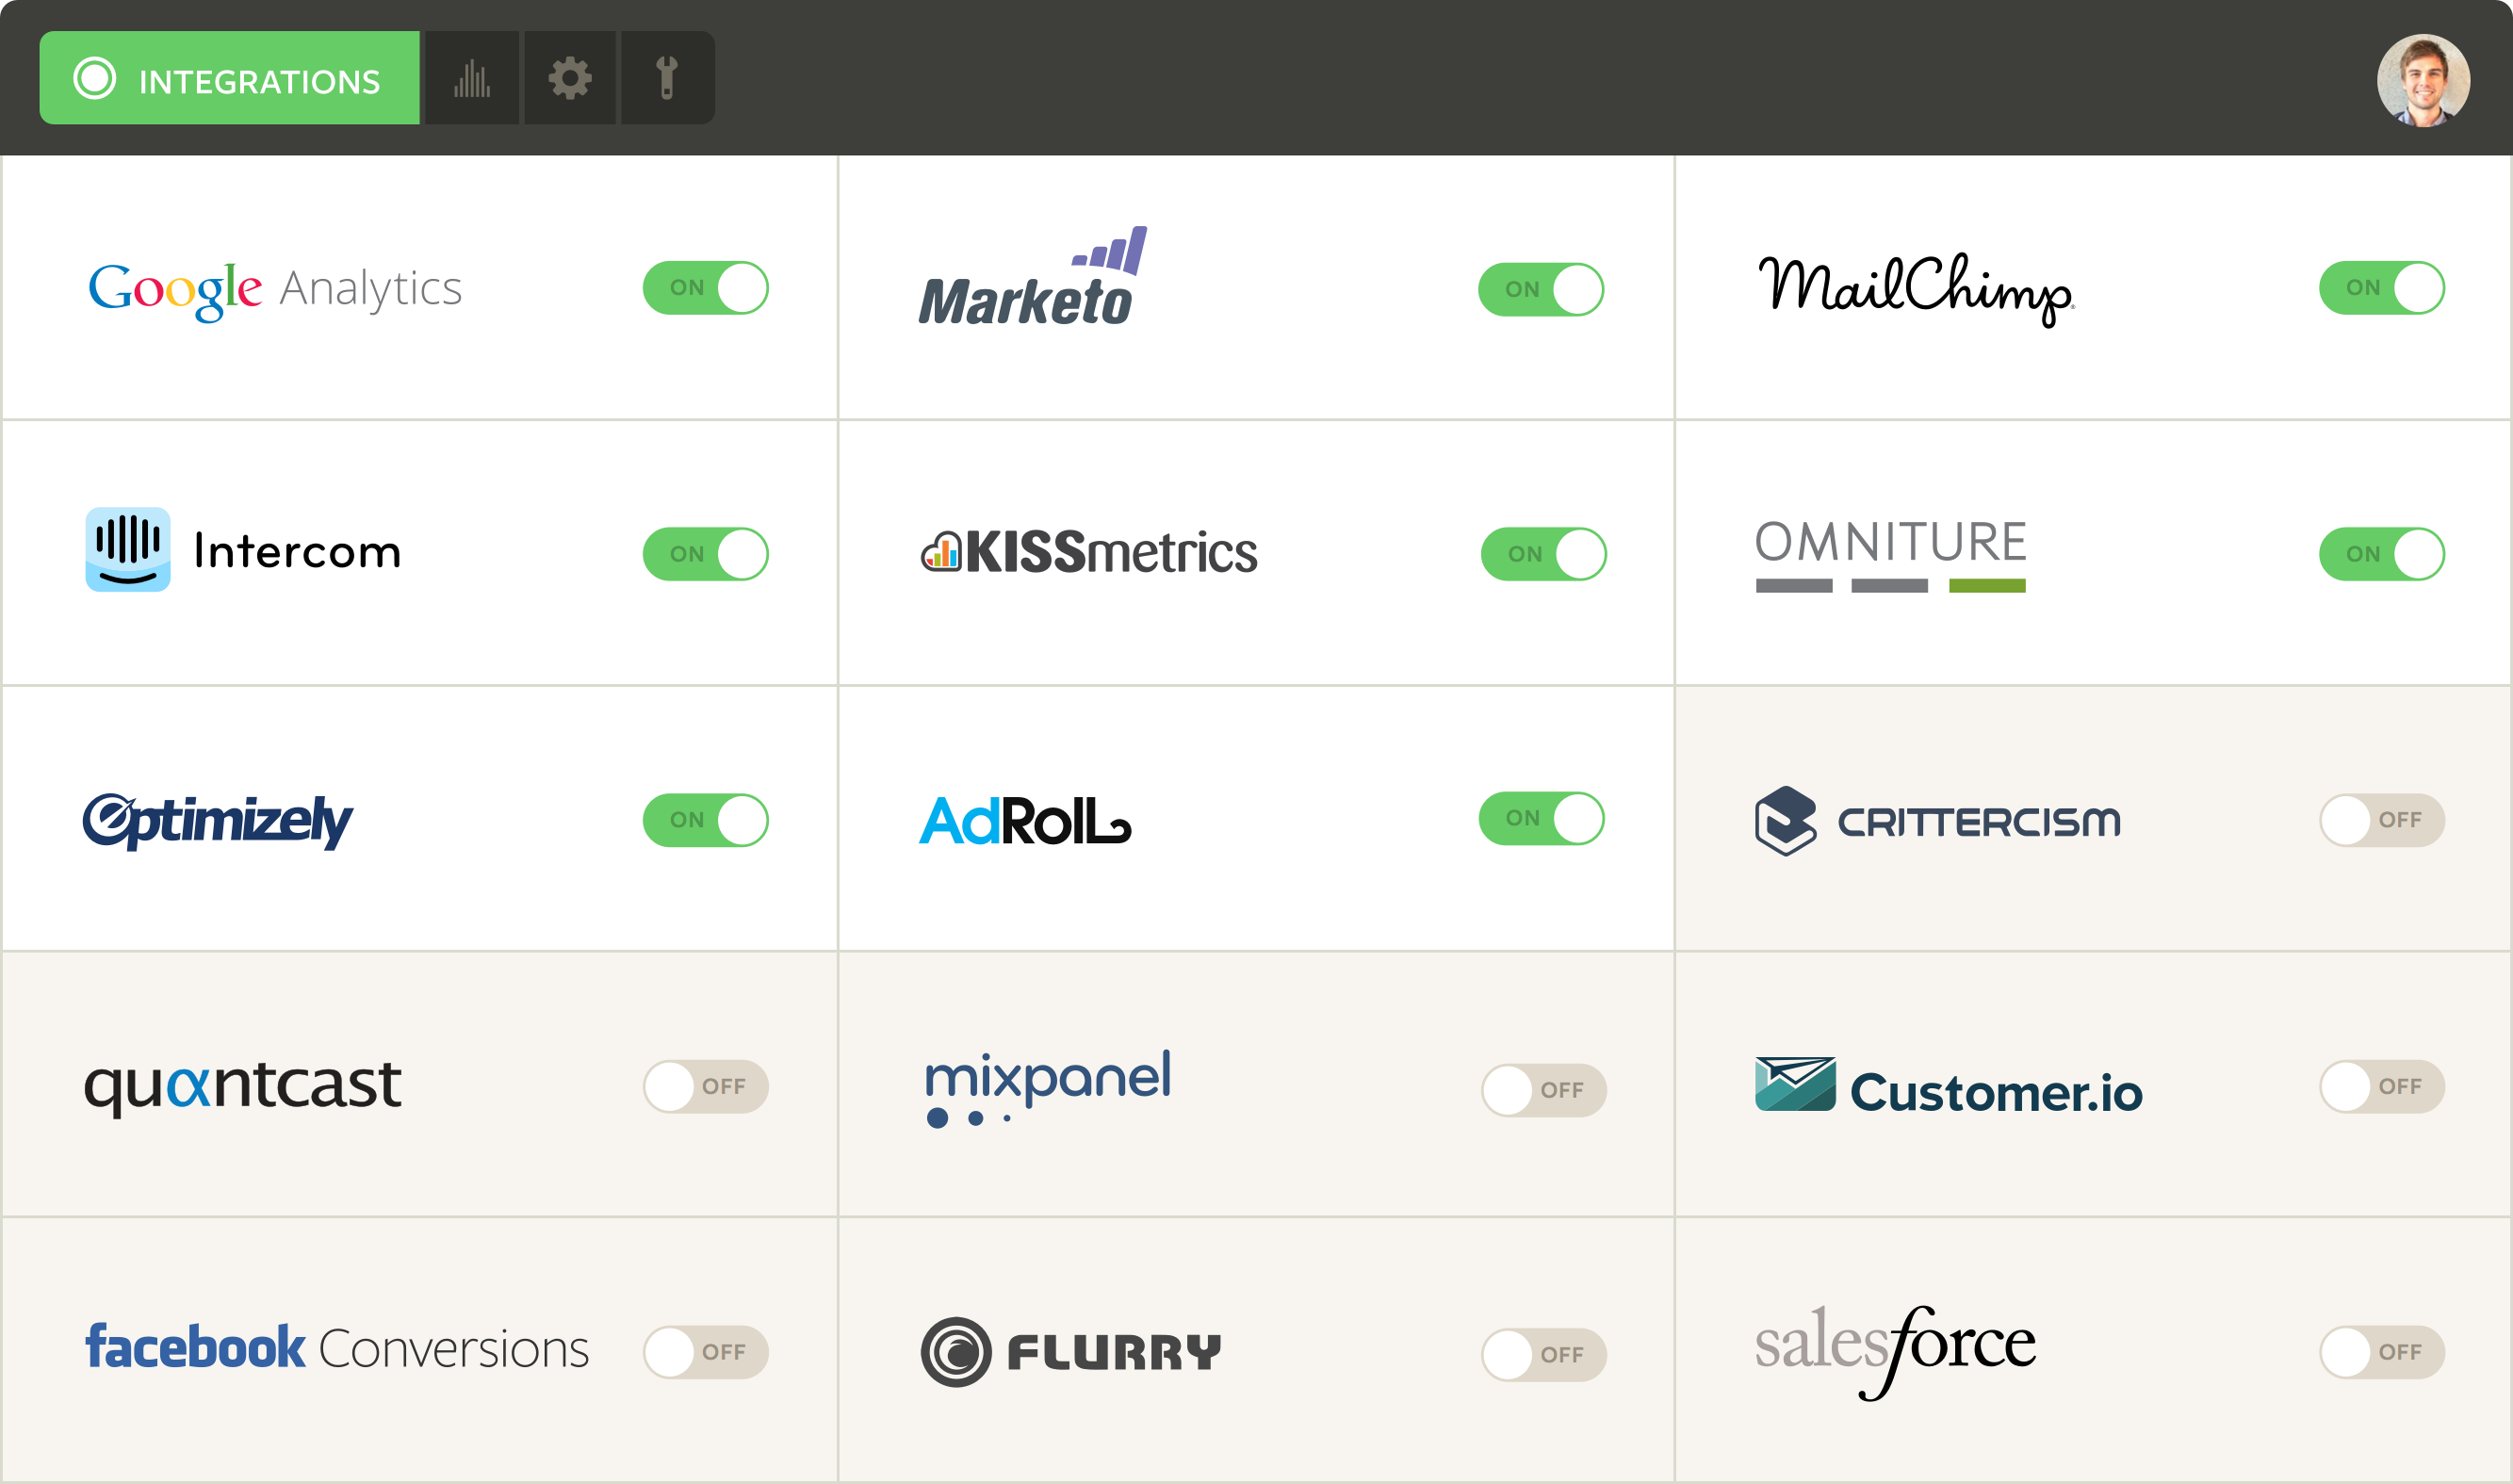 INTEGRATIONS
Google Analytics ON
Marketo ON
MailChimp® ON
Intercom ON
KISSmetrics ON
OMNITURE ON
Optimizely ON
AdRoll ON
CRITTERCISM OFF
quantcast OFF
mixpanel OFF
Customer.io OFF
facebook Conversions OFF
FLURRY OFF
salesforce OFF